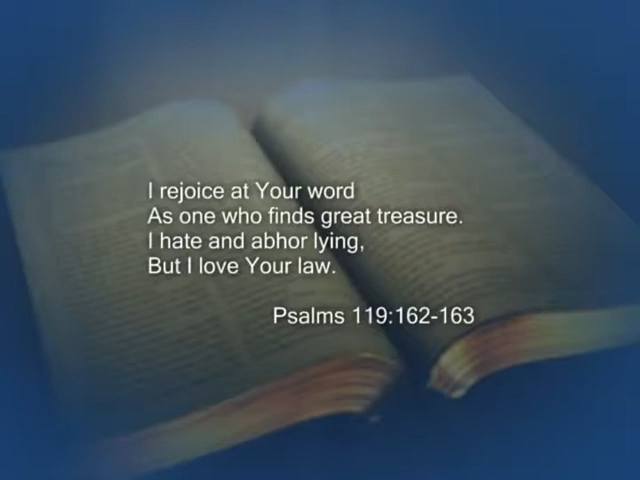 I rejoice at Your word
As one who finds great treasure.
I hate and abhor lying,
But I love Your law.
Psalms 119:162-163